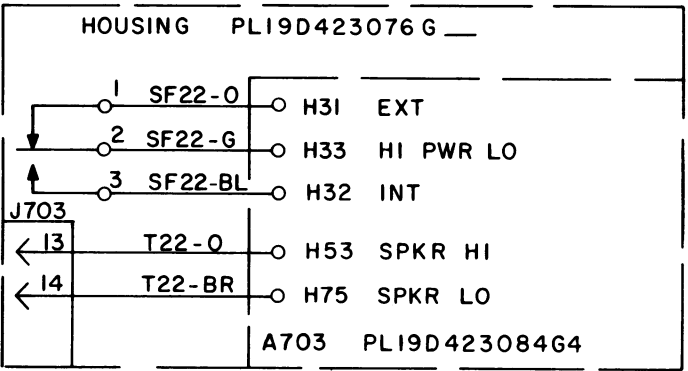 HOUSING PL19D423076G__
1 SF22-O H31 EXT
2 SF22-G H33 HI PWR LO
3 SF22-BL H32 INT
J703
13 T22-O H53 SPKR HI
14 T22-BR H75 SPKR LO
A703 PL19D423084G4